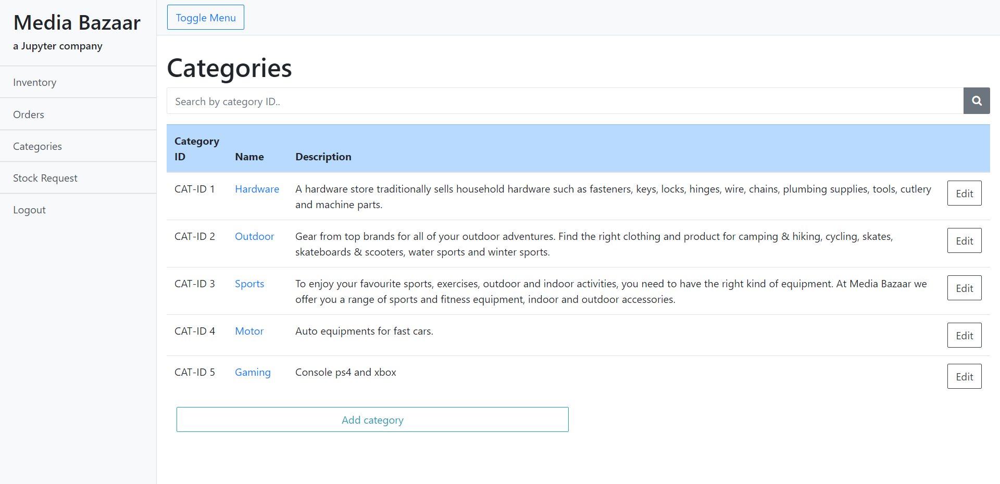 Media Bazaar
a Jupyter company
Inventory
Orders
Categories
Stock Request
Logout
Toggle Menu
Categories
Search by category ID..
Category
ID Name Description
CAT-ID 1 Hardware A hardware store traditionally sells household hardware such as fasteners, keys, locks, hinges, wire, chains, plumbing supplies, tools, cutlery Edit
and machine parts.
CAT-ID 2 Outdoor Gear from top brands for all of your outdoor adventures. Find the right clothing and product for camping & hiking, cycling, skates, Edit
skateboards & scooters, water sports and winter sports.
CAT-ID 3 Sports To enjoy your favourite sports, exercises, outdoor and indoor activities, you need to have the right kind of equipment. At Media Bazaar we Edit
offer you a range of sports and fitness equipment, indoor and outdoor accessories.
CAT-ID 4 Motor Auto equipments for fast cars. Edit
CAT-ID 5 Gaming Console ps4 and xbox Edit
Add category